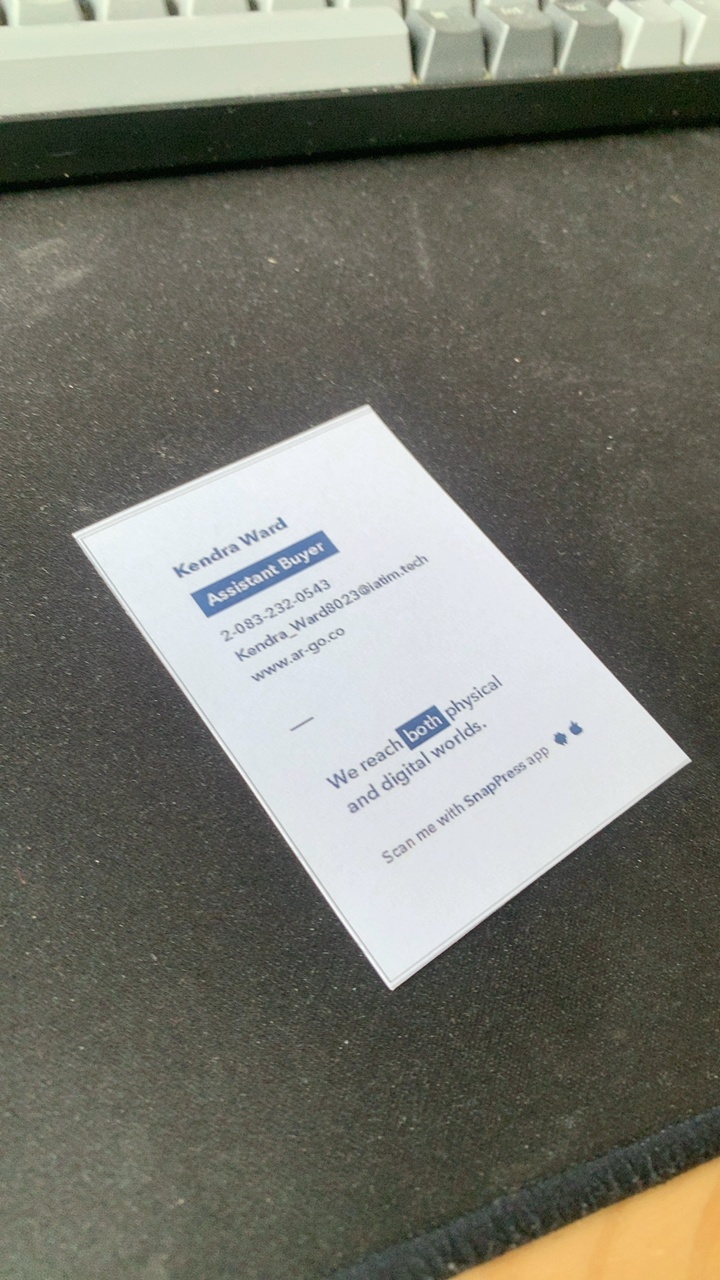 Kendra Ward
Assistant Buyer
2-083-232-0543
Kendra_Ward8023@iatim.tech
www.ar-go.co
We reach both physical
and digital worlds.
Scan me with SnapPress app